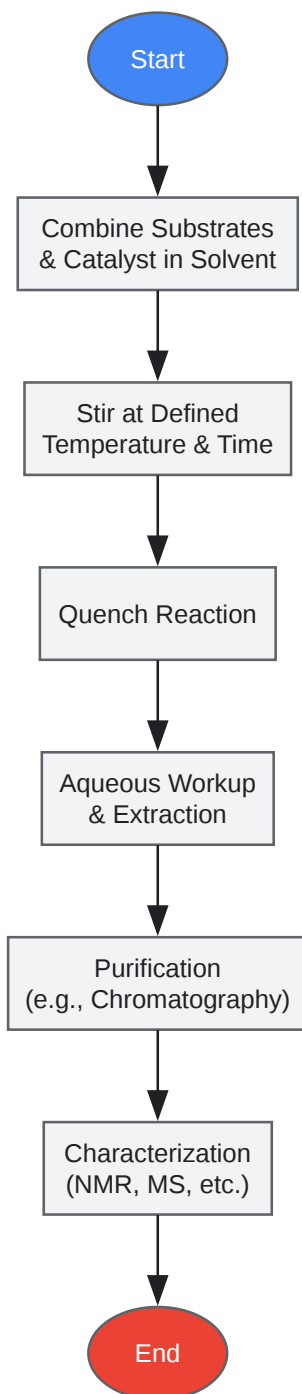 Start
Combine Substrates
& Catalyst in Solvent
Stir at Defined
Temperature & Time
Quench Reaction
Aqueous Workup
& Extraction
Purification
(e.g., Chromatography)
Characterization
(NMR, MS, etc.)
End